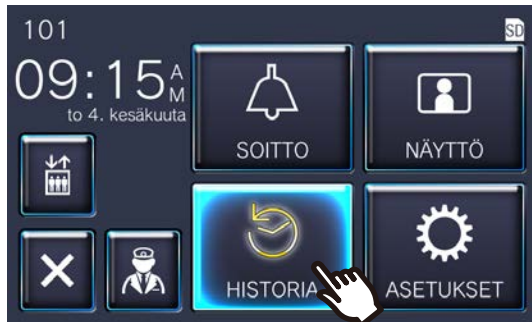 101
SD
09:15 AM
to 4. kesäkuuta
SOITTO
NÄYTTÖ
HISTORIA
ASETUKSET